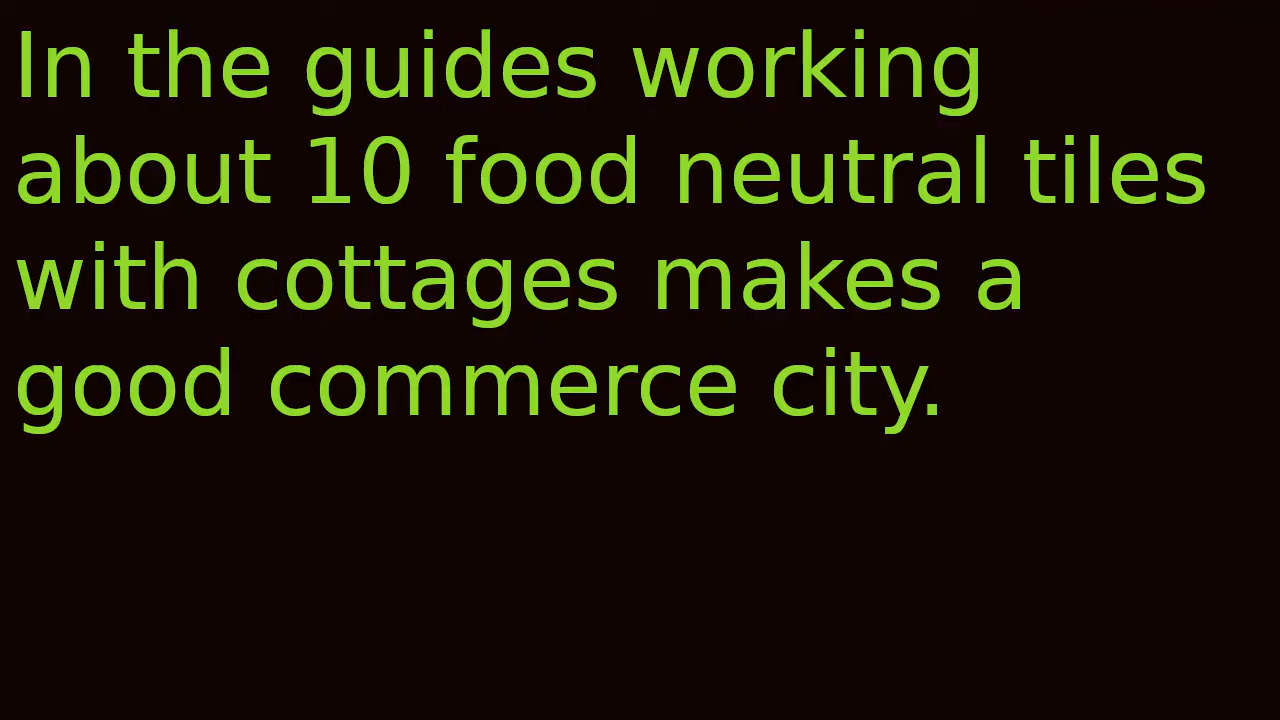 In the guides working
about 10 food neutral tiles
with cottages makes a
good commerce city.